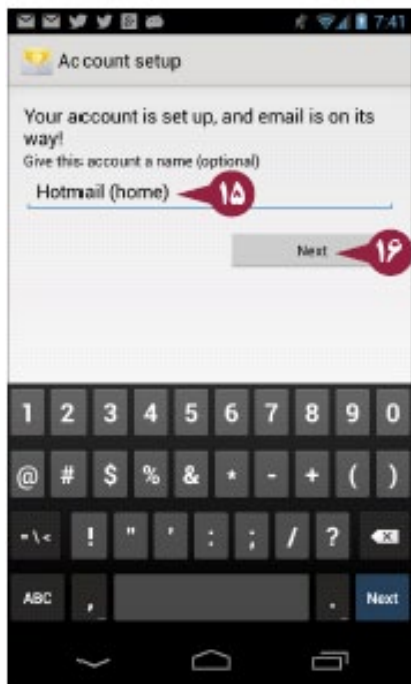 7:41
Account setup
Your account is set up, and email is on its
way!
Give this account a name (optional)
Hotmail (home)
۱۵
Next
۱۶
1 2 3 4 5 6 7 8 9 0
@ # $ % & * - + ( )
= \ < ! " ' : ; / ?
ABC , . Next